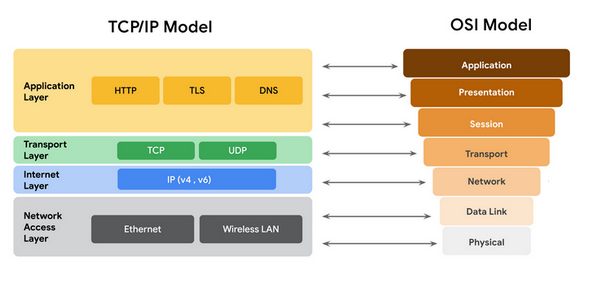 TCP/IP Model
OSI Model
Application
Layer
HTTP
TLS
DNS
Transport
Layer
TCP
UDP
Internet
Layer
IP (v4 , v6)
Network
Access
Layer
Ethernet
Wireless LAN
Application
Presentation
Session
Transport
Network
Data Link
Physical